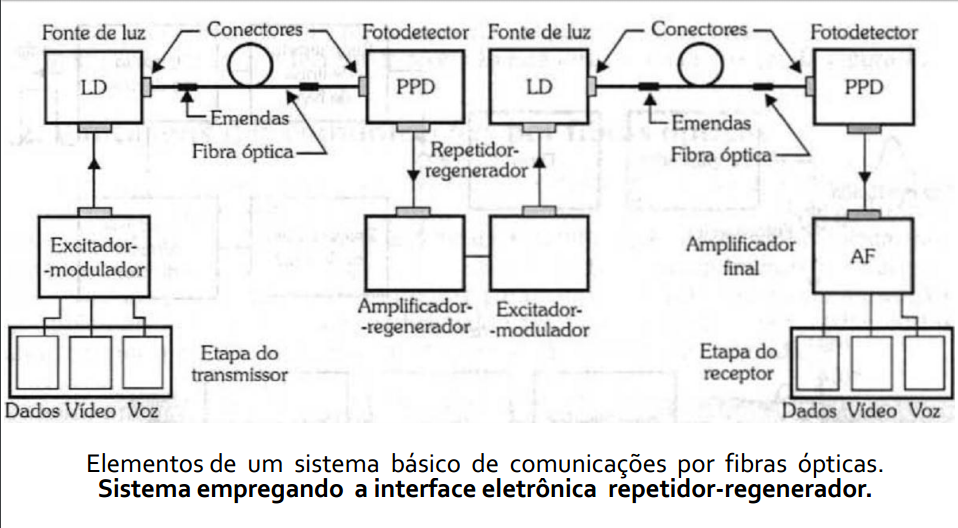 Fonte de luz
Conectores
Fotodetector
Fonte de luz
Conectores
Fotodetector
LD
PPD
LD
PPD
Emendas
Fibra óptica
Emendas
Fibra óptica
Repetidor-
-regenerador
Excitador-
-modulador
Amplificador
final
AF
Amplificador-
-regenerador
Excitador-
-modulador
Etapa do
transmissor
Etapa do
receptor
Dados Vídeo Voz
Dados Vídeo Voz
Elementos de um sistema básico de comunicações por fibras ópticas.
Sistema empregando a interface eletrônica repetidor-regenerador.